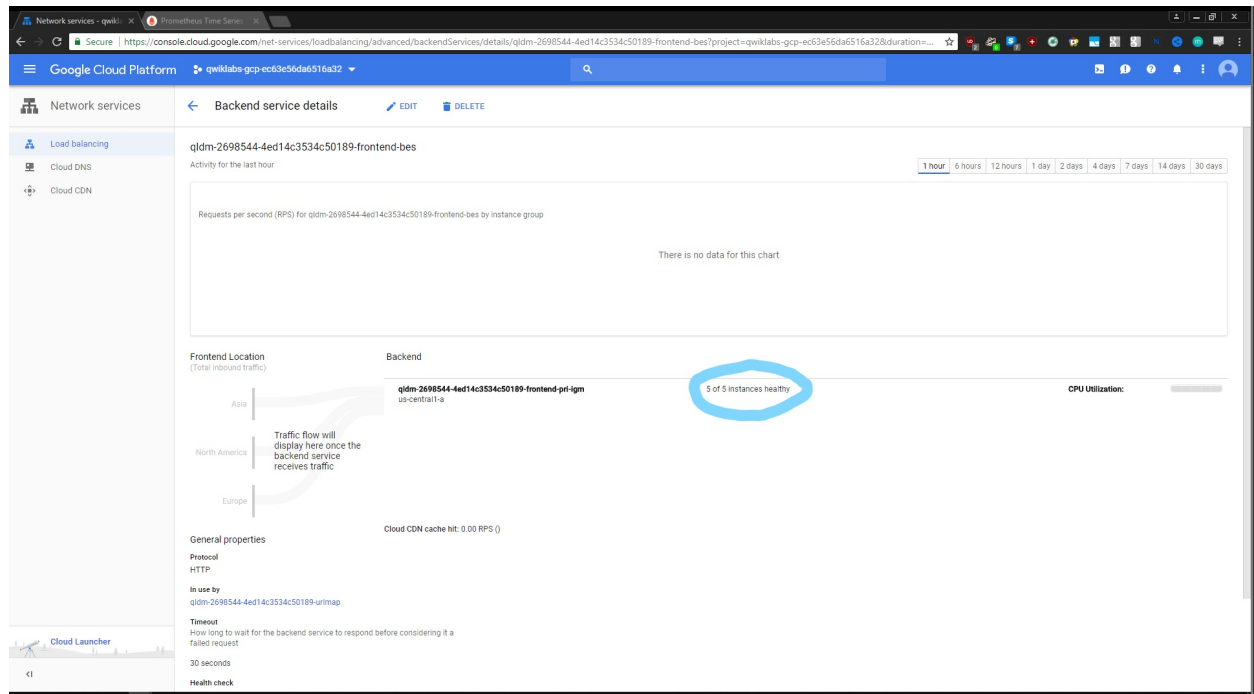 Network services - qwikl
Prometheus Time Series
Secure | https://console.cloud.google.com/net-services/loadbalancing/advanced/backendServices/details/qldm-2698544-4ed14c3534c50189-frontend-bes?project=qwiklabs-gcp-ec63e56da6516a32&duration=...
Google Cloud Platform
qwiklabs-gcp-ec63e56da6516a32
Network services
Backend service details
EDIT
DELETE
Load balancing
Cloud DNS
Cloud CDN
qldm-2698544-4ed14c3534c50189-frontend-bes
Activity for the last hour
1 hour 6 hours 12 hours 1 day 2 days 4 days 7 days 14 days 30 days
Requests per second (RPS) for qldm-2698544-4ed14c3534c50189-frontend-bes by instance group
There is no data for this chart
Frontend Location
(Total inbound traffic)
Backend
qldm-2698544-4ed14c3534c50189-frontend-pri-igm
us-central1-a
5 of 5 instances healthy
CPU Utilization:
Asia
North America
Europe
Traffic flow will
display here once the
backend service
receives traffic
Cloud CDN cache hit: 0.00 RPS ()
General properties
Protocol
HTTP
In use by
qldm-2698544-4ed14c3534c50189-urlmap
Timeout
How long to wait for the backend service to respond before considering it a
failed request
30 seconds
Health check
Cloud Launcher